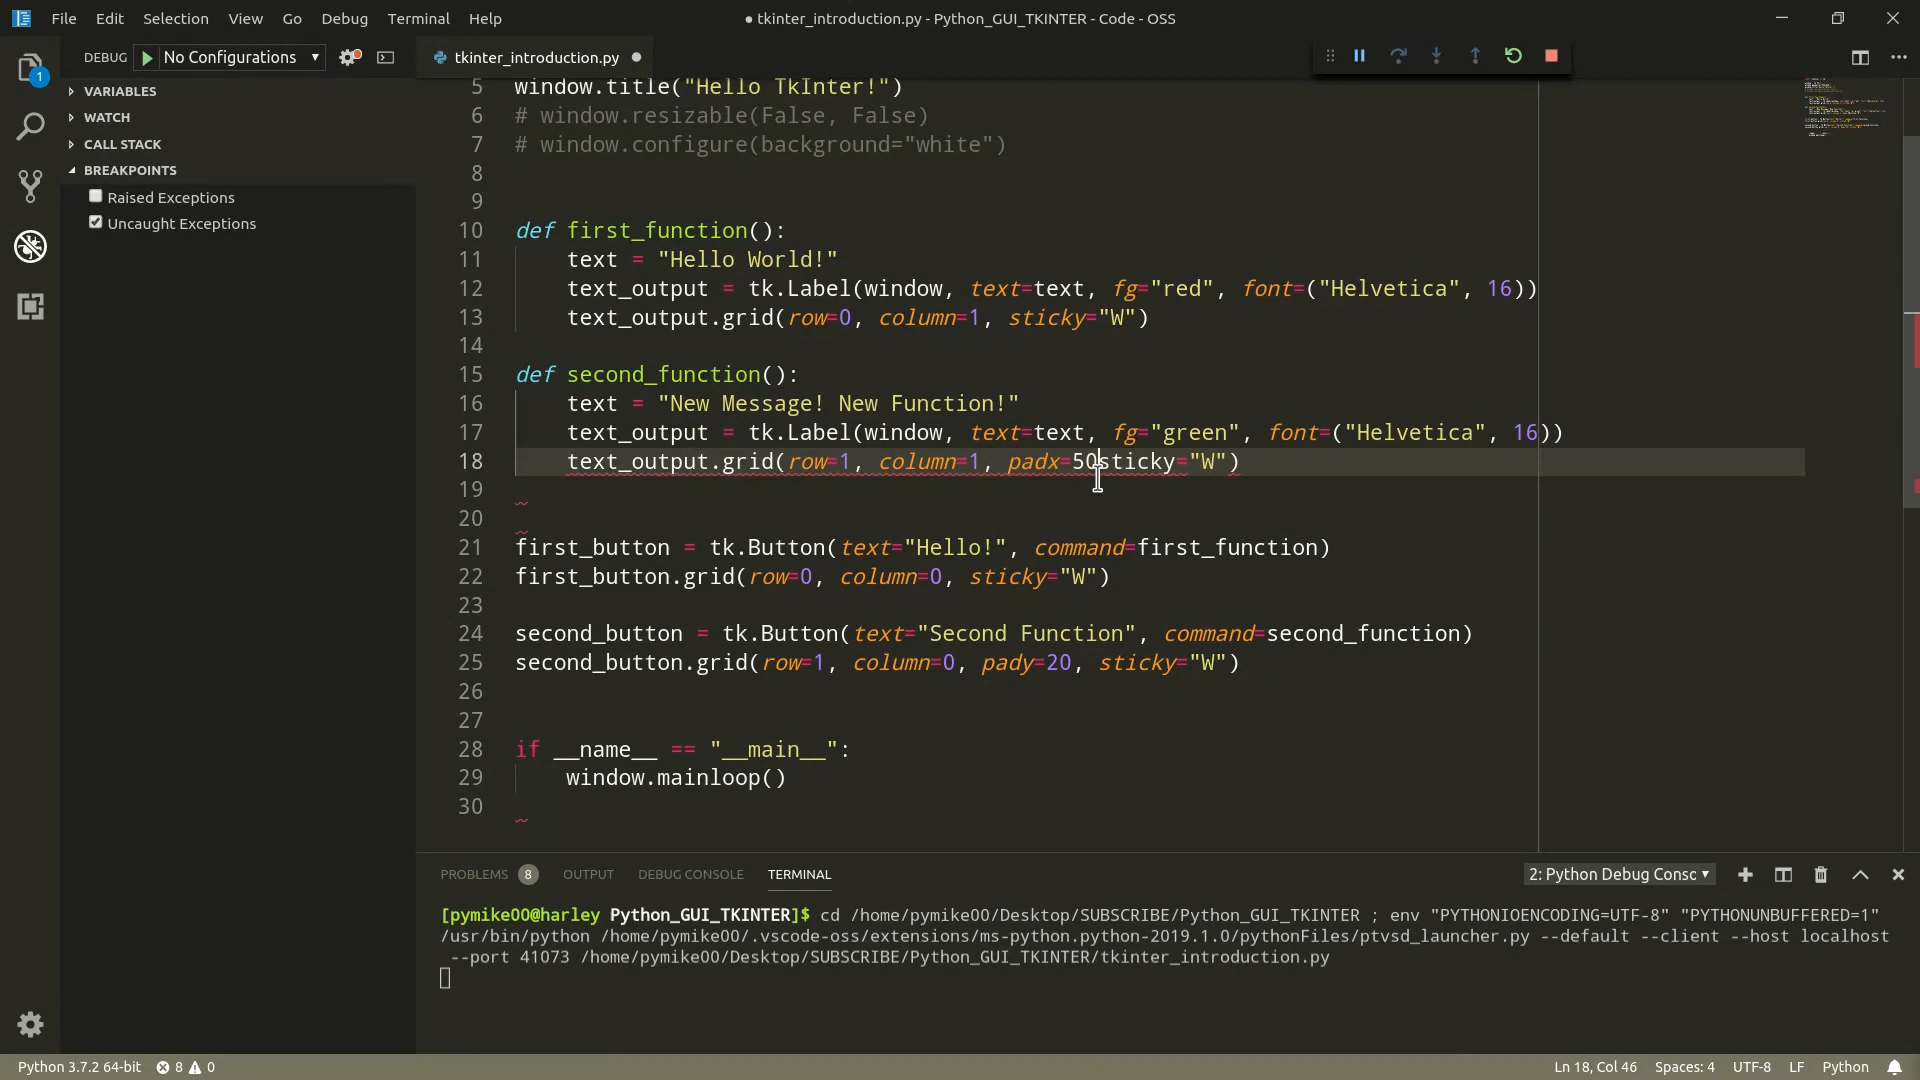 File Edit Selection View Go Debug Terminal Help
● tkinter_introduction.py - Python_GUI_TKINTER - Code - OSS
DEBUG No Configurations
tkinter_introduction.py
1
VARIABLES
WATCH
CALL STACK
BREAKPOINTS
Raised Exceptions
Uncaught Exceptions
5 window.title("Hello TkInter!")
6 # window.resizable(False, False)
7 # window.configure(background="white")
8
9
10 def first_function():
11 text = "Hello World!"
12 text_output = tk.Label(window, text=text, fg="red", font=("Helvetica", 16))
13 text_output.grid(row=0, column=1, sticky="W")
14
15 def second_function():
16 text = "New Message! New Function!"
17 text_output = tk.Label(window, text=text, fg="green", font=("Helvetica", 16))
18 text_output.grid(row=1, column=1, padx=50sticky="W")
19
20
21 first_button = tk.Button(text="Hello!", command=first_function)
22 first_button.grid(row=0, column=0, sticky="W")
23
24 second_button = tk.Button(text="Second Function", command=second_function)
25 second_button.grid(row=1, column=0, pady=20, sticky="W")
26
27
28 if __name__ == "__main__":
29 window.mainloop()
30
PROBLEMS 8 OUTPUT DEBUG CONSOLE TERMINAL
2: Python Debug Consc
[pymike00@harley Python_GUI_TKINTER]$ cd /home/pymike00/Desktop/SUBSCRIBE/Python_GUI_TKINTER ; env "PYTHONIOENCODING=UTF-8" "PYTHONUNBUFFERED=1"
/usr/bin/python /home/pymike00/.vscode-oss/extensions/ms-python.python-2019.1.0/pythonFiles/ptvsd_launcher.py --default --client --host localhost
--port 41073 /home/pymike00/Desktop/SUBSCRIBE/Python_GUI_TKINTER/tkinter_introduction.py
Python 3.7.2 64-bit 8 0
Ln 18, Col 46 Spaces: 4 UTF-8 LF Python